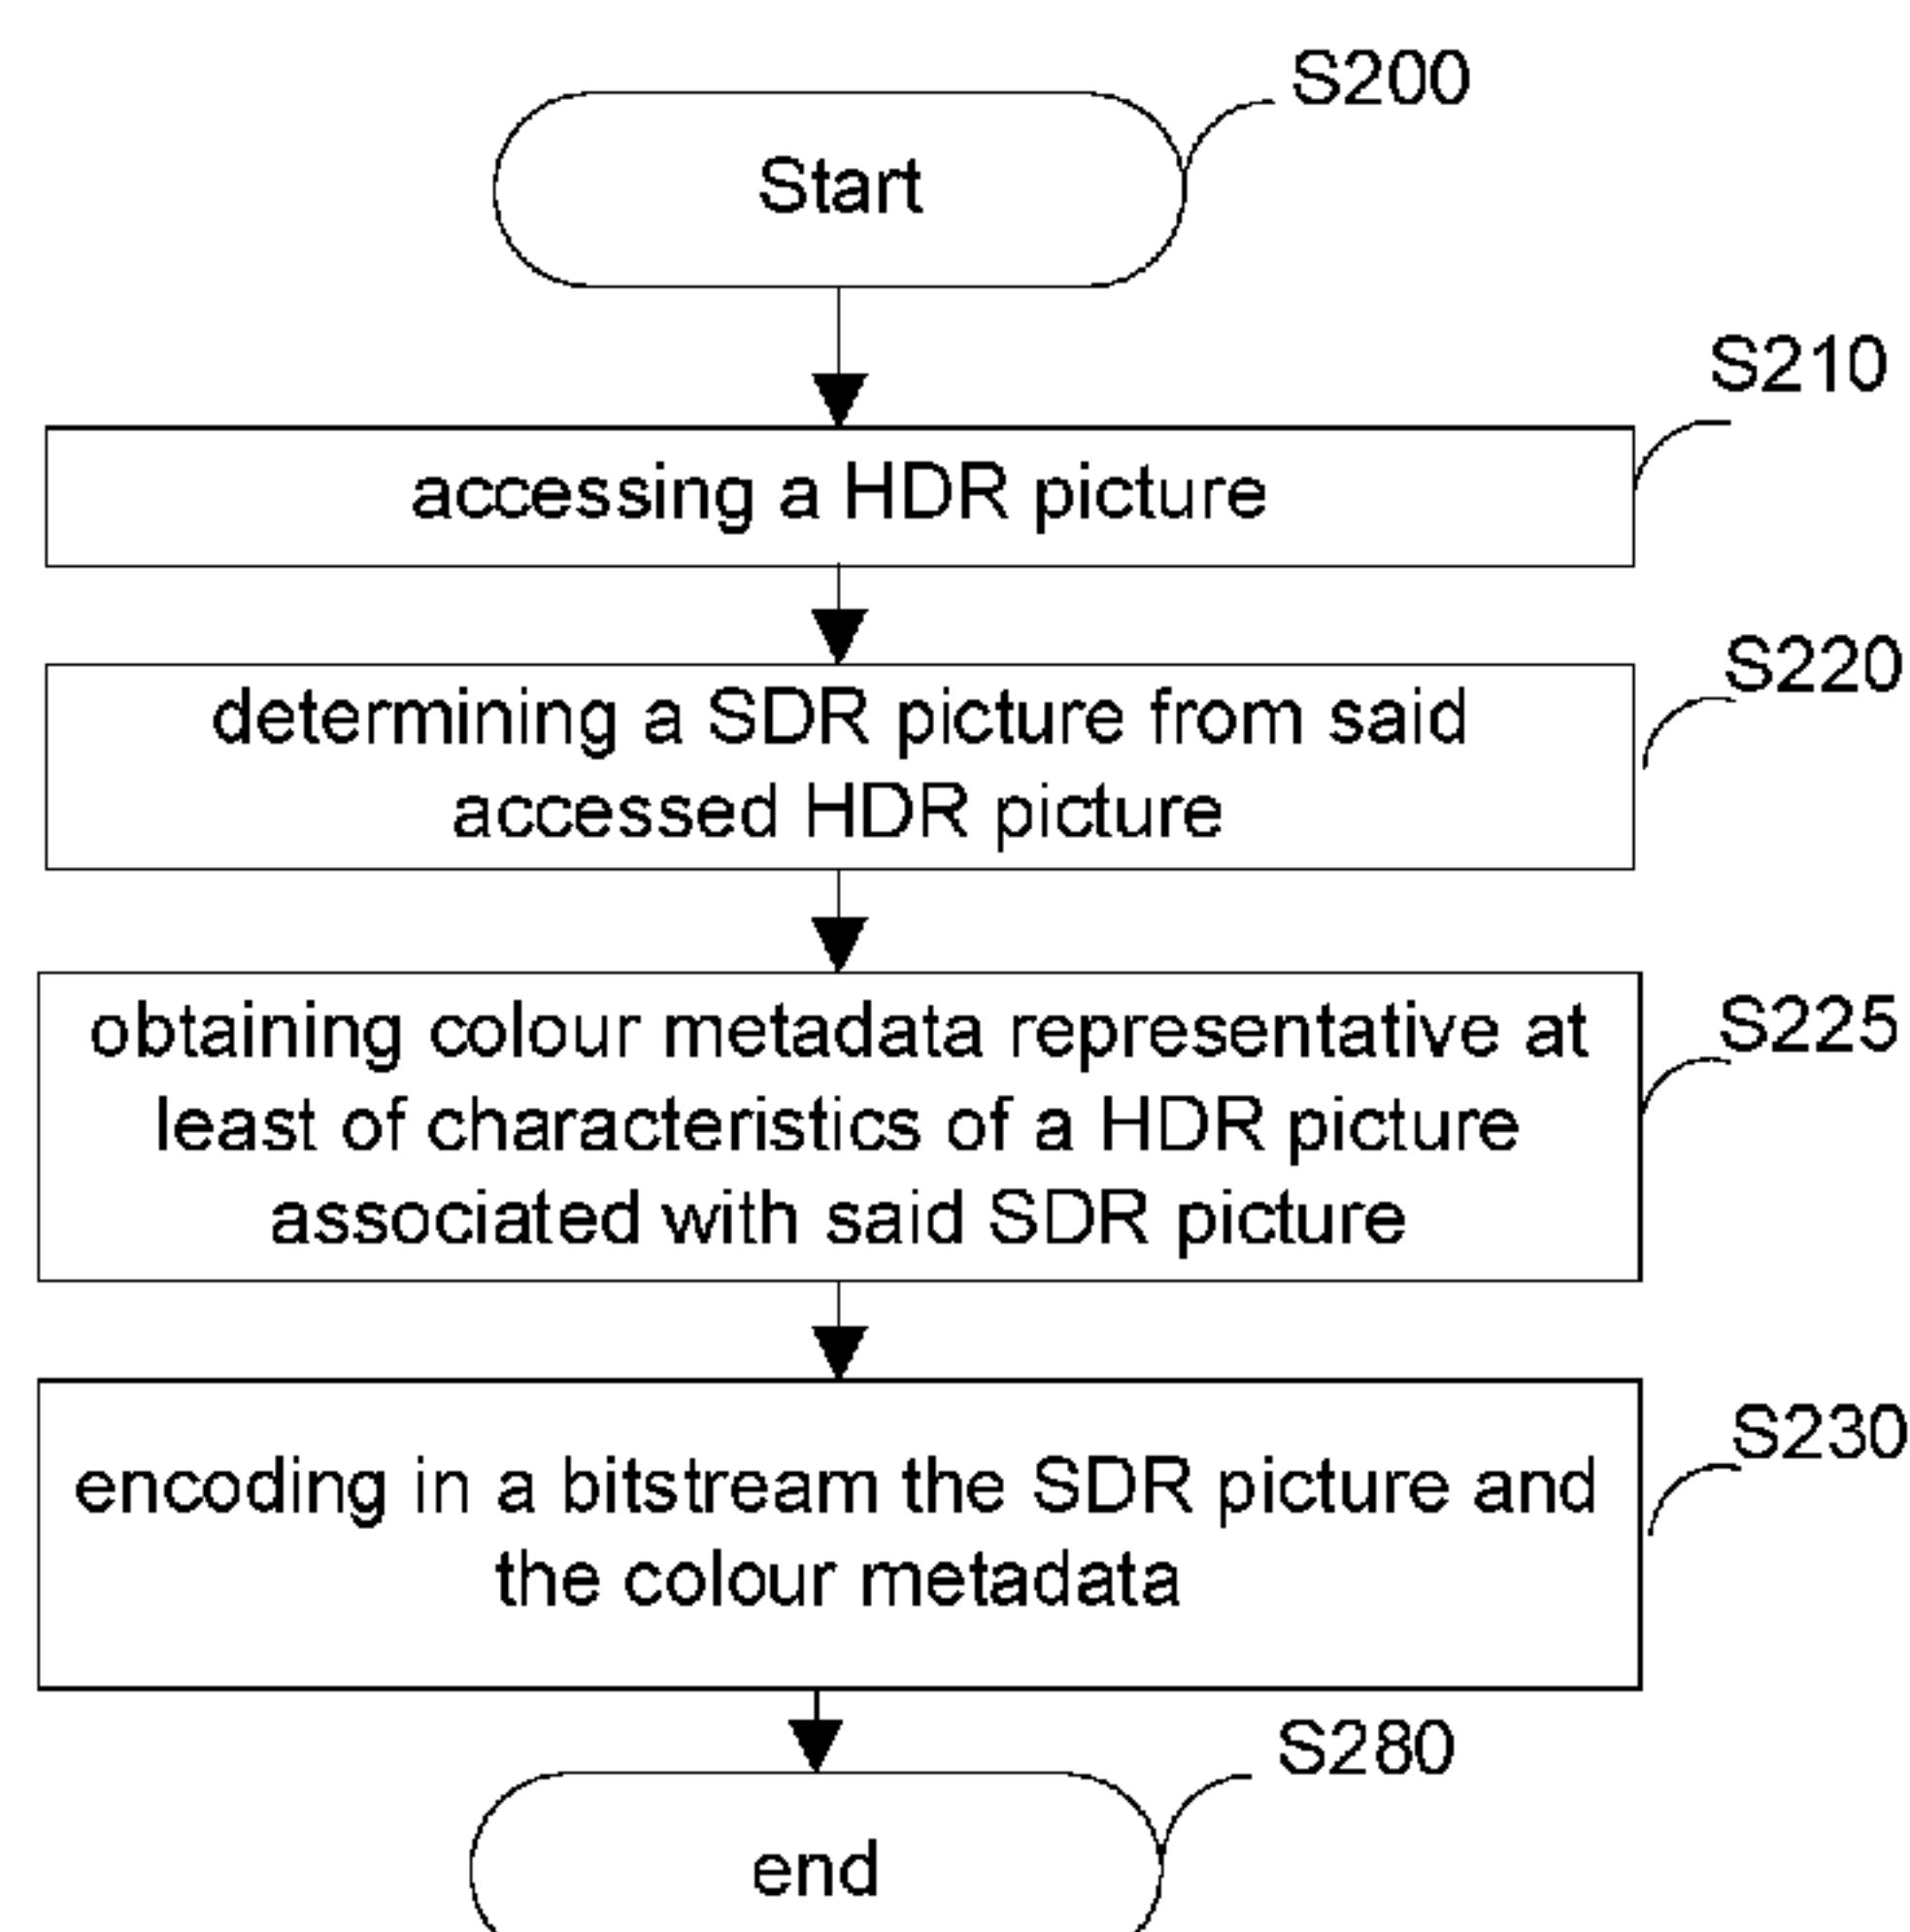 S200
Start
S210
accessing a HDR picture
S220
determining a SDR picture from said
accessed HDR picture
S225
obtaining colour metadata representative at
least of characteristics of a HDR picture
associated with said SDR picture
S230
encoding in a bitstream the SDR picture and
the colour metadata
S280
end